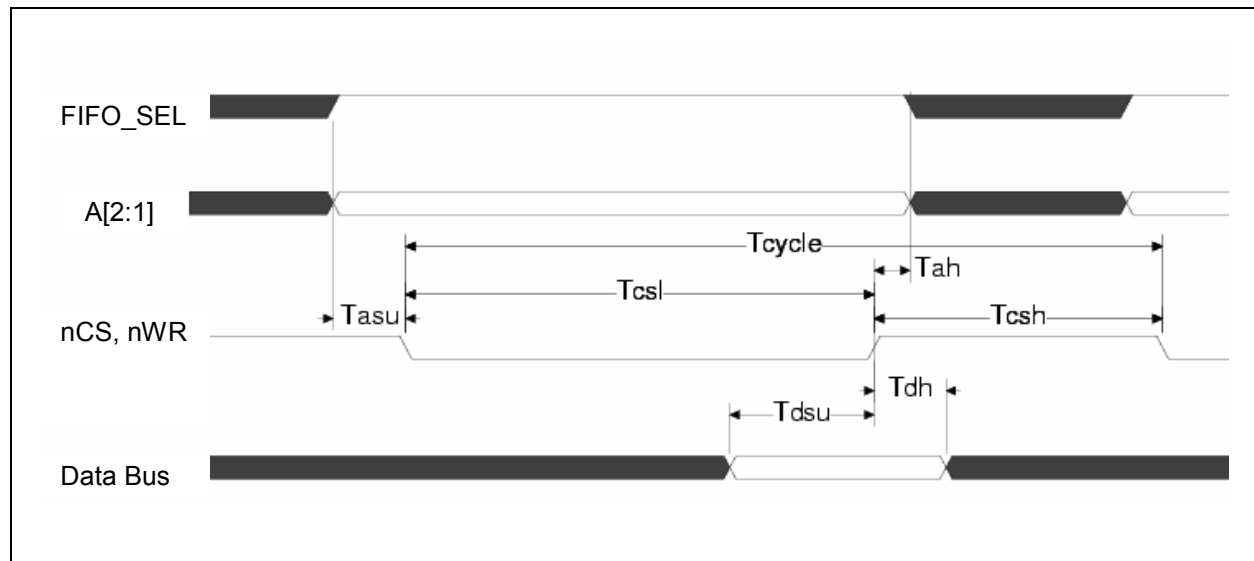 FIFO_SEL
A[2:1]
Tcycle
Tah
Tcsl
Tasu
Tcsh
nCS, nWR
Tdh
Tdsu
Data Bus